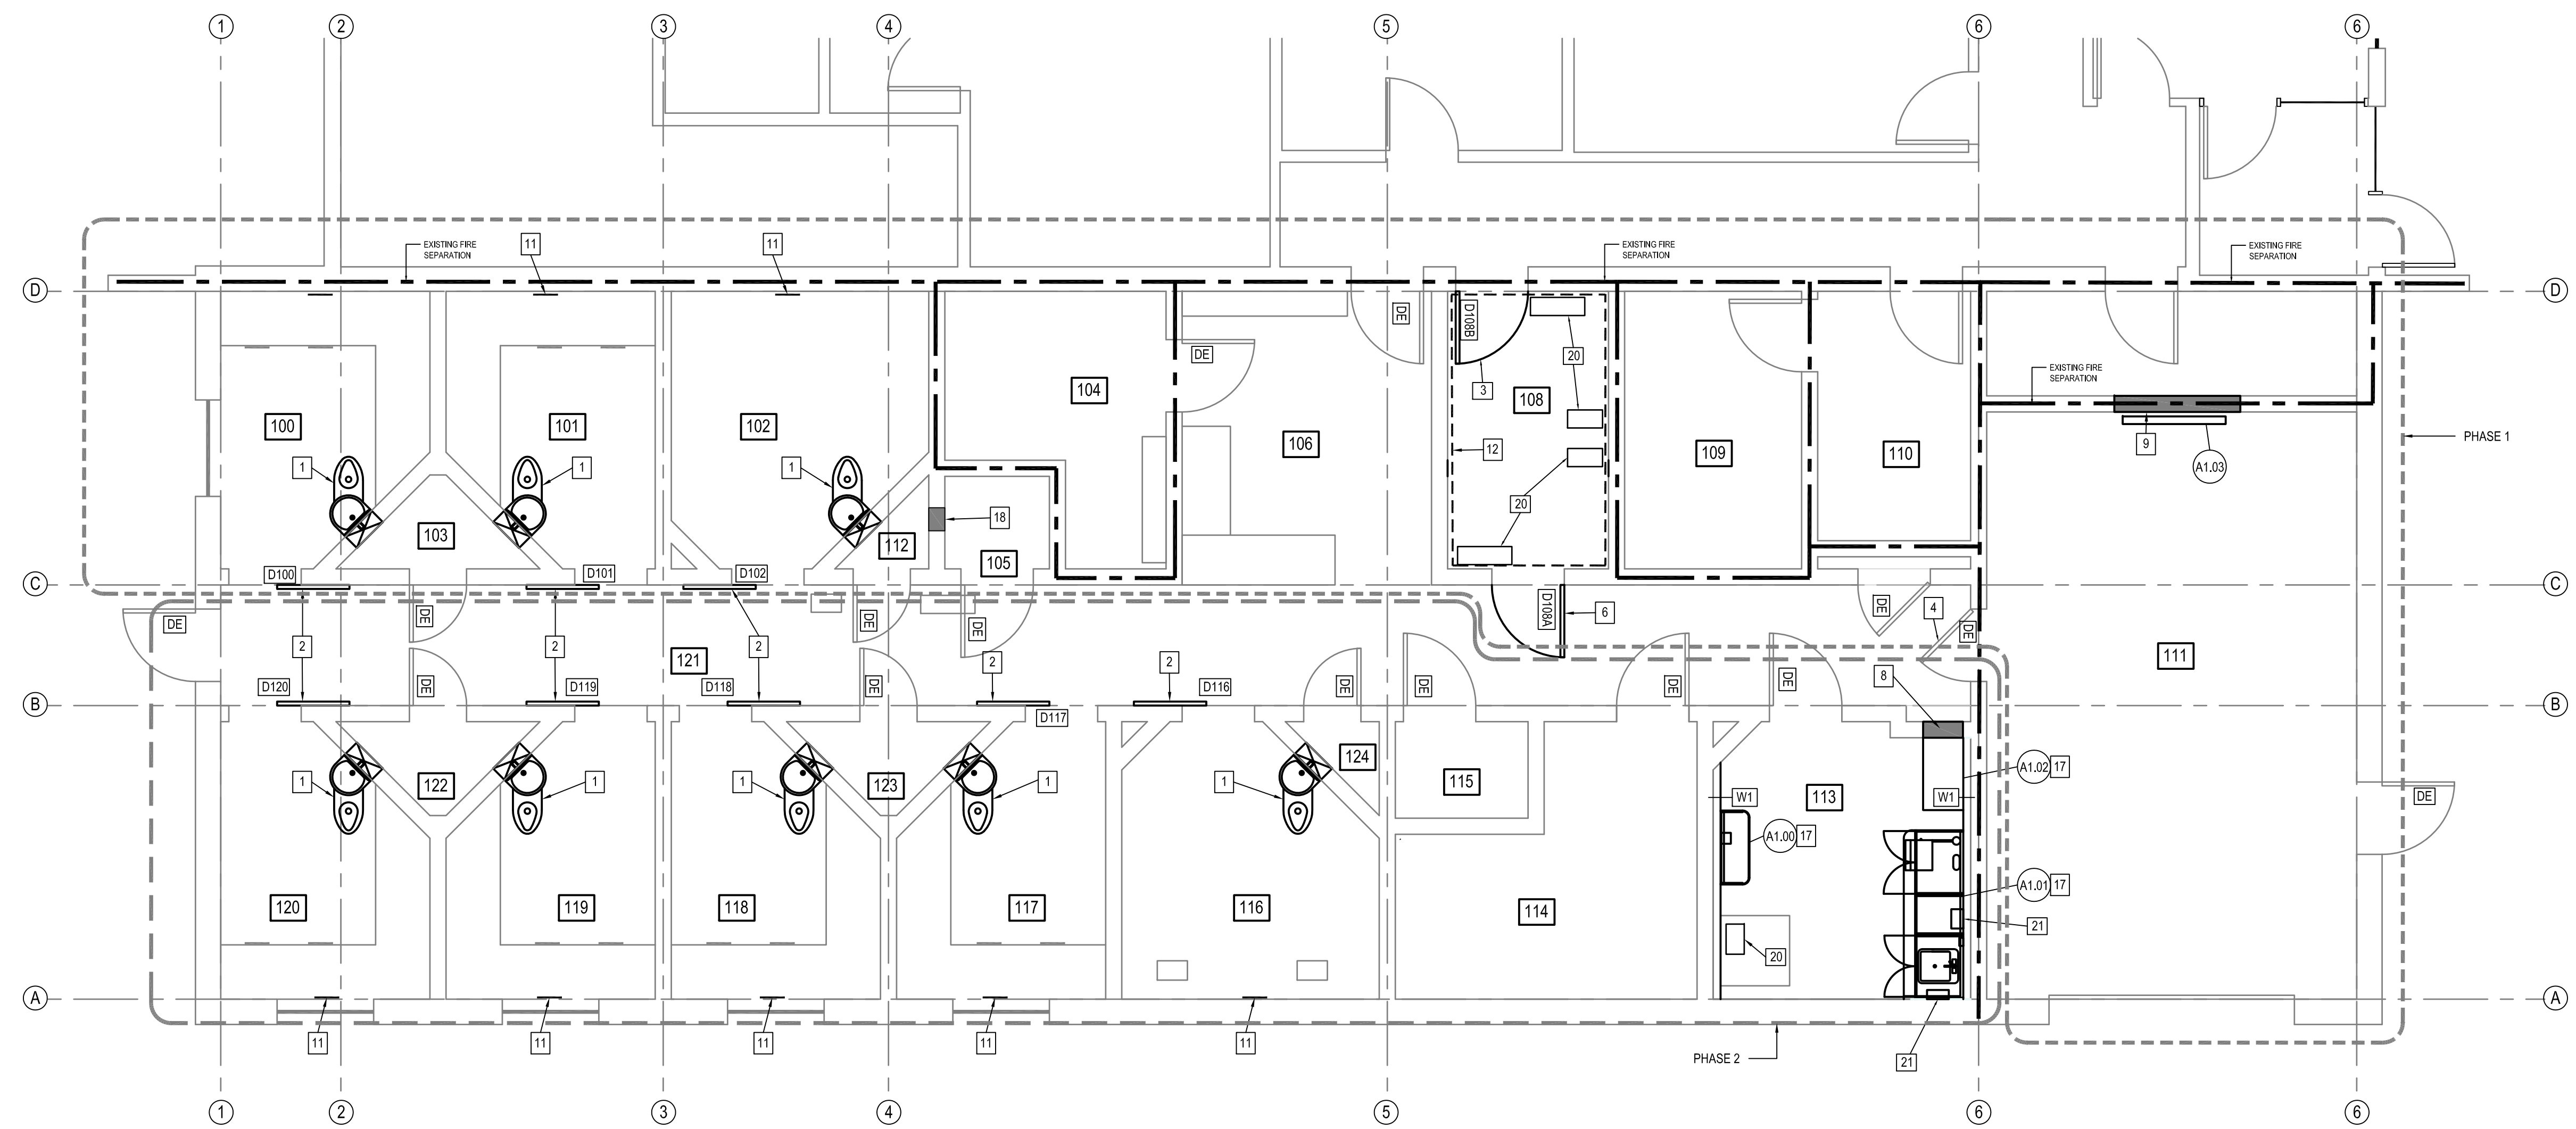 1 2 3 4 5 6 6
EXISTING FIRE
SEPARATION
11
11
EXISTING FIRE
SEPARATION
EXISTING FIRE
SEPARATION
D D
DE
D108B
20
DE
3
104
EXISTING FIRE
SEPARATION
108
100 101 102
106
12
109
110
9
PHASE 1
A1.03
1 1 1
20
18
103
112
105
D100 D101 D102
C C
DE
DE
DE
DE
D108A
6
DE
4
DE
2 2 2
121
2 2
111
D120
DE
D119
D118
DE
D117
D116
DE
DE
DE
DE
8
B B
124
1
122
1 1
123
1 1
115
W1
113
W1
A1.02 17
A1.00 17
A1.01 17
120 119 118 117 116 114
21
20
DE
A A
11 11 11 11 11
PHASE 2
21
1 2 3 4 5 6 6